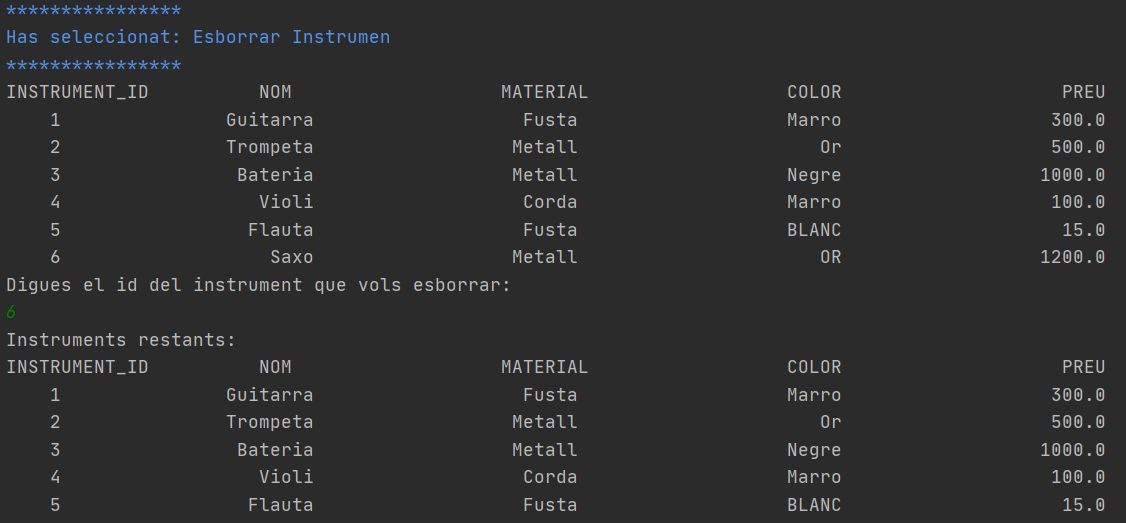 ****************
Has seleccionat: Esborrar Instrumen
****************
INSTRUMENT_ID NOM MATERIAL COLOR PREU
1 Guitarra Fusta Marro 300.0
2 Trompeta Metall Or 500.0
3 Bateria Metall Negre 1000.0
4 Violi Corda Marro 100.0
5 Flauta Fusta BLANC 15.0
6 Saxo Metall OR 1200.0
Digues el id del instrument que vols esborrar:
6
Instruments restants:
INSTRUMENT_ID NOM MATERIAL COLOR PREU
1 Guitarra Fusta Marro 300.0
2 Trompeta Metall Or 500.0
3 Bateria Metall Negre 1000.0
4 Violi Corda Marro 100.0
5 Flauta Fusta BLANC 15.0